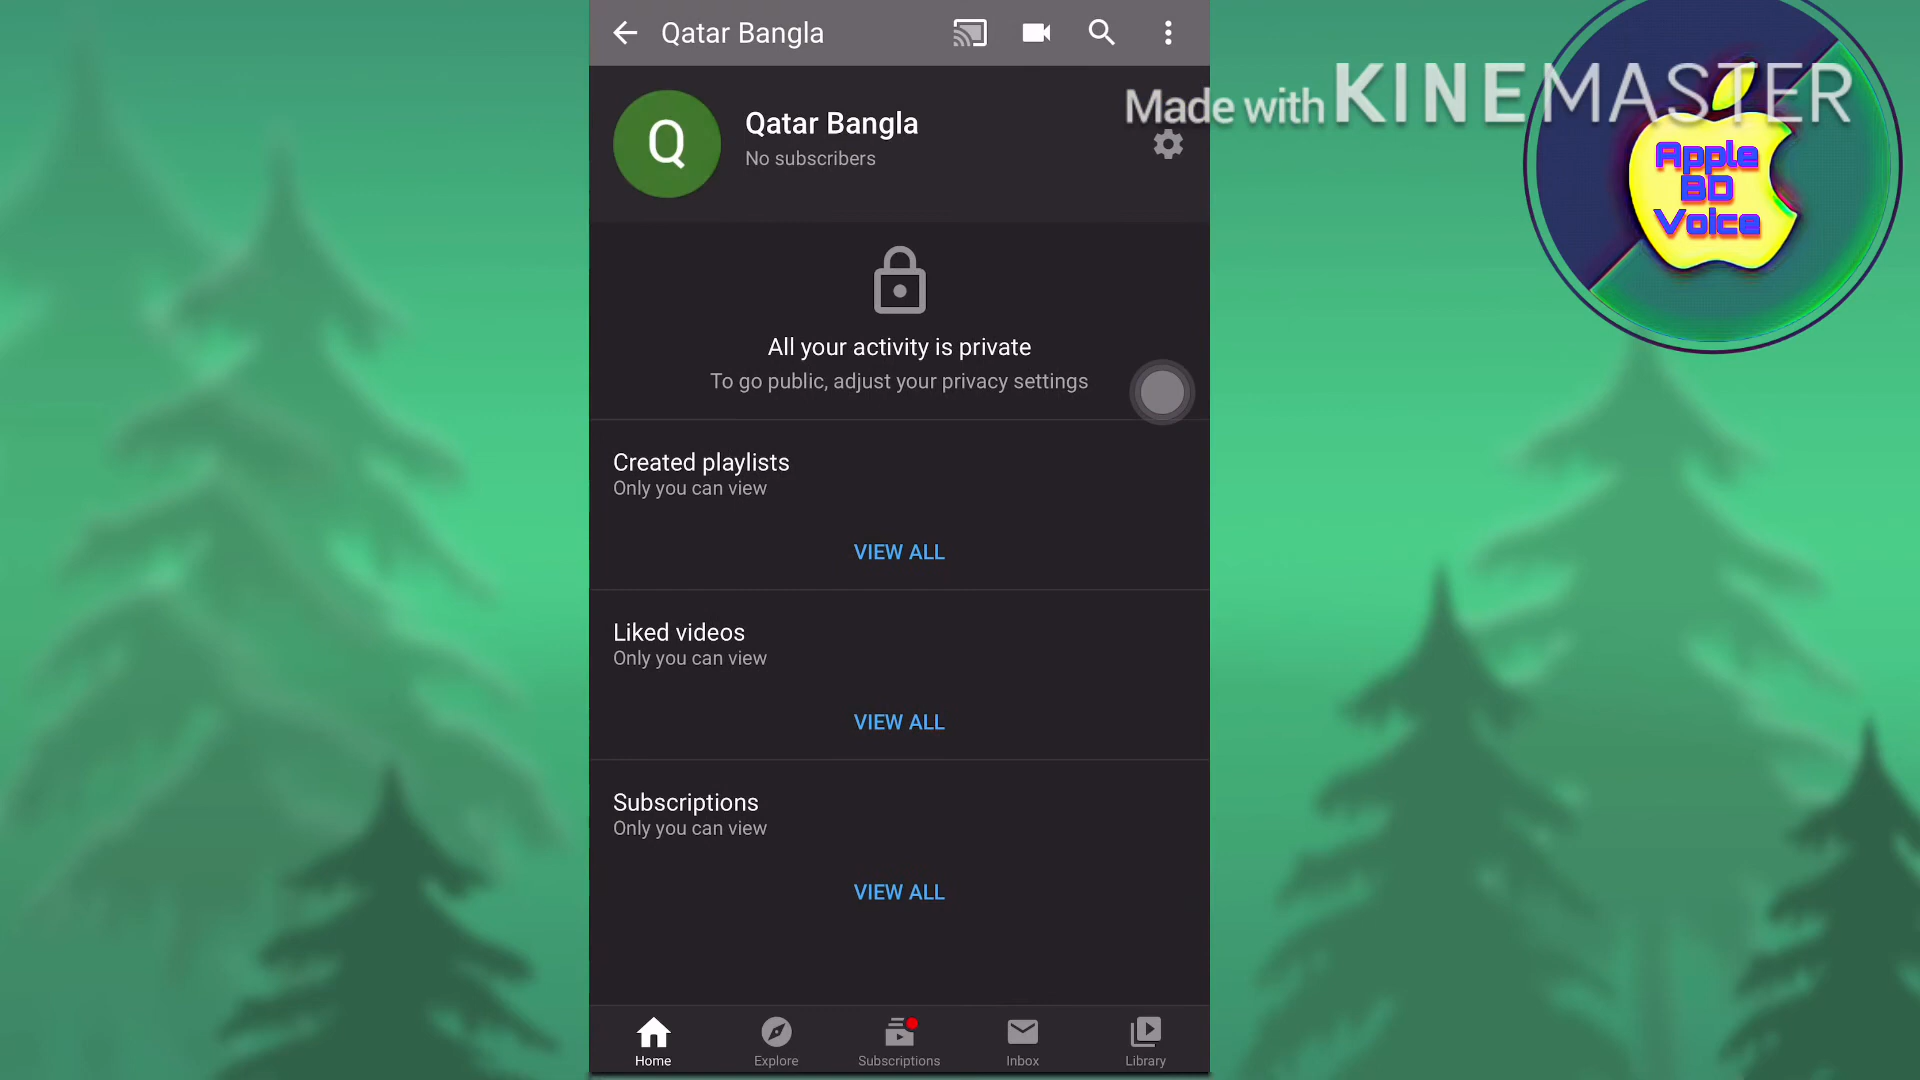 Qatar Bangla
Made with KINEMASTER
Apple
BD
Voice
Q
Qatar Bangla
No subscribers
All your activity is private
To go public, adjust your privacy settings
Created playlists
Only you can view
VIEW ALL
Liked videos
Only you can view
VIEW ALL
Subscriptions
Only you can view
VIEW ALL
Home
Explore
Subscriptions
Inbox
Library